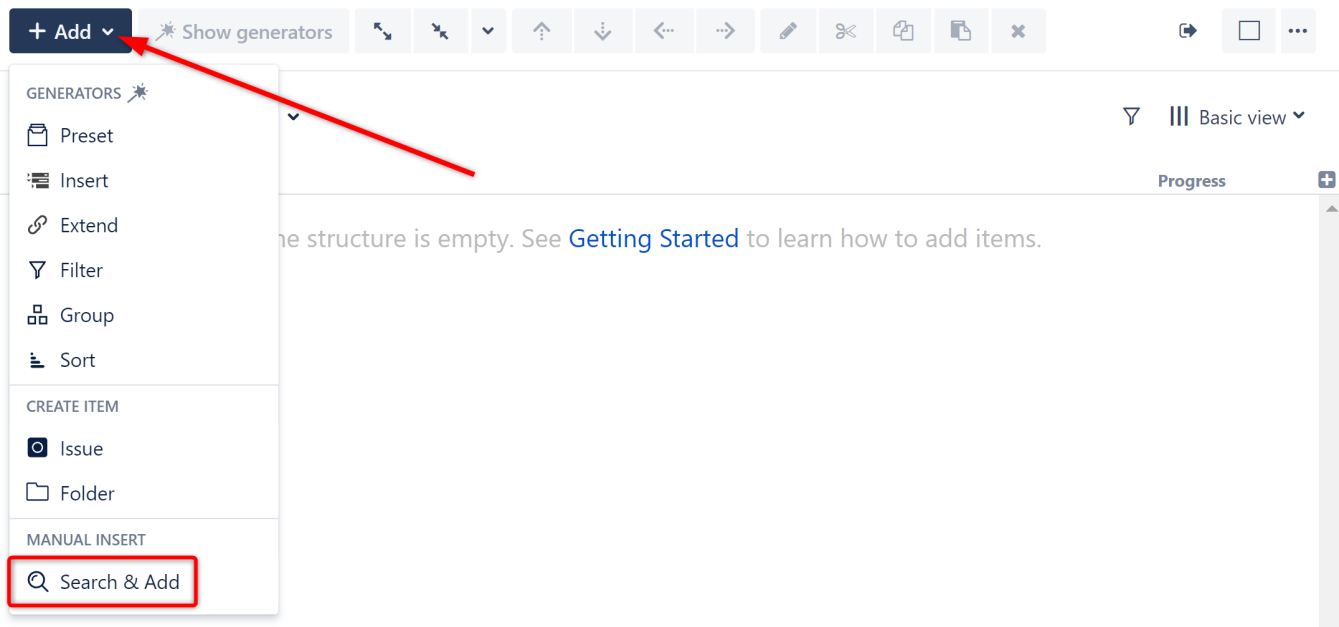 + Add
Show generators
GENERATORS
Preset
Basic view
Insert
Progress
Extend
he structure is empty. See Getting Started to learn how to add items.
Filter
Group
Sort
CREATE ITEM
Issue
Folder
MANUAL INSERT
Search & Add